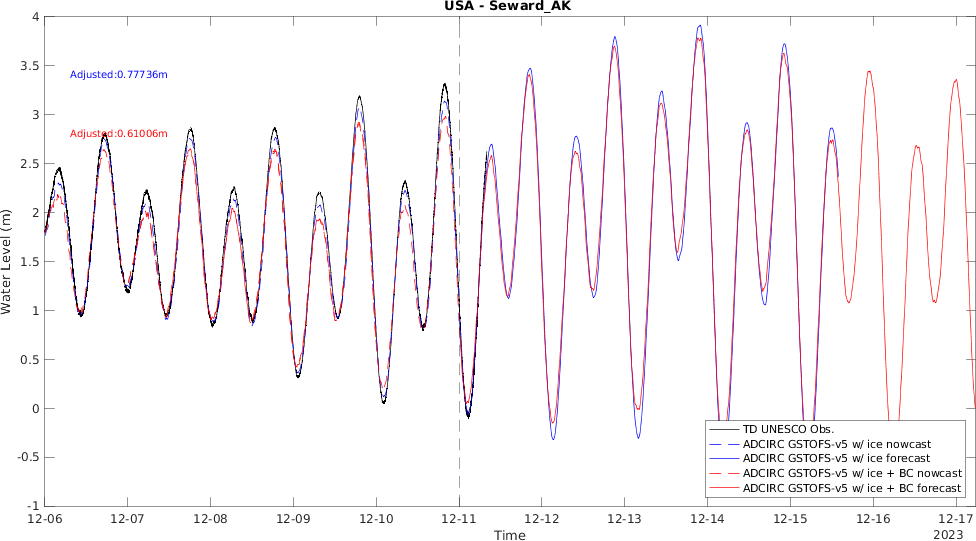 USA - Seward_AK
4
3.5
3
2.5
2
1.5
1
0.5
0
-0.5
-1
Water Level (m)
Adjusted:0.77736m
Adjusted:0.61006m
TD UNESCO Obs.
ADCIRC GSTOFS-v5 w/ ice nowcast
ADCIRC GSTOFS-v5 w/ ice forecast
ADCIRC GSTOFS-v5 w/ ice + BC nowcast
ADCIRC GSTOFS-v5 w/ ice + BC forecast
12-06 12-07 12-08 12-09 12-10 12-11 12-12 12-13 12-14 12-15 12-16 12-17
Time
2023